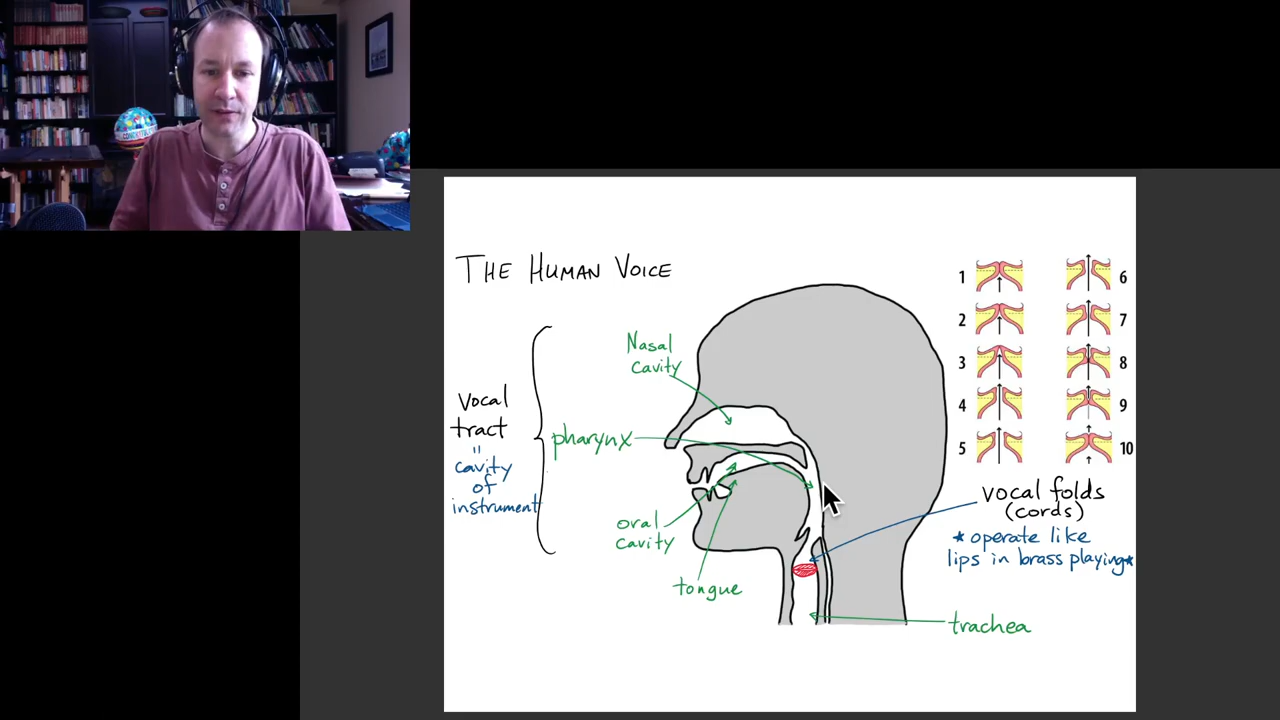 THE HUMAN VOICE
Nasal
cavity
Vocal
tract
=
cavity
of
instrument
pharynx
oral
cavity
tongue
1
2
3
4
5
6
7
8
9
10
vocal folds
(cords)
* operate like
lips in brass playing*
trachea